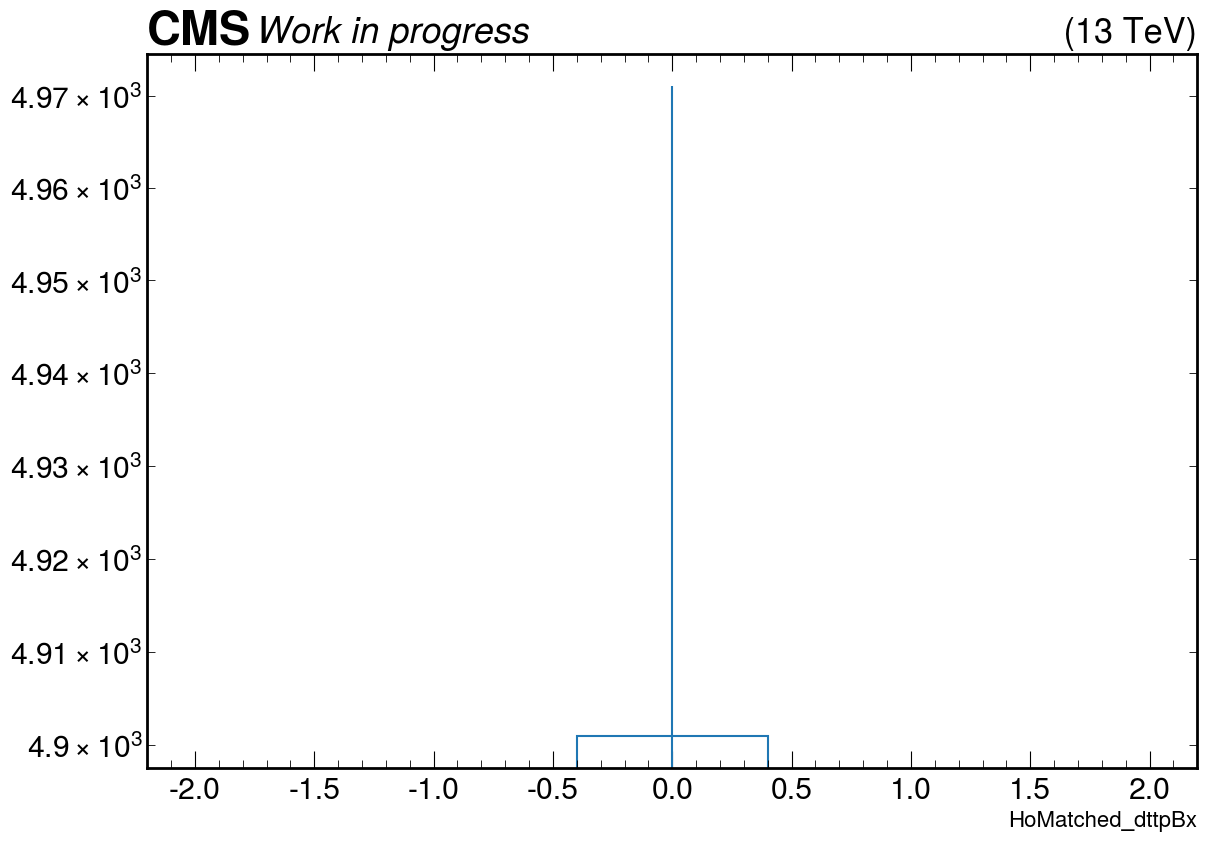 CMS Work in progress (13 TeV)
4.97 × 10³
4.96 × 10³
4.95 × 10³
4.94 × 10³
4.93 × 10³
4.92 × 10³
4.91 × 10³
4.9 × 10³
-2.0 -1.5 -1.0 -0.5 0.0 0.5 1.0 1.5 2.0
HoMatched_dttpBx